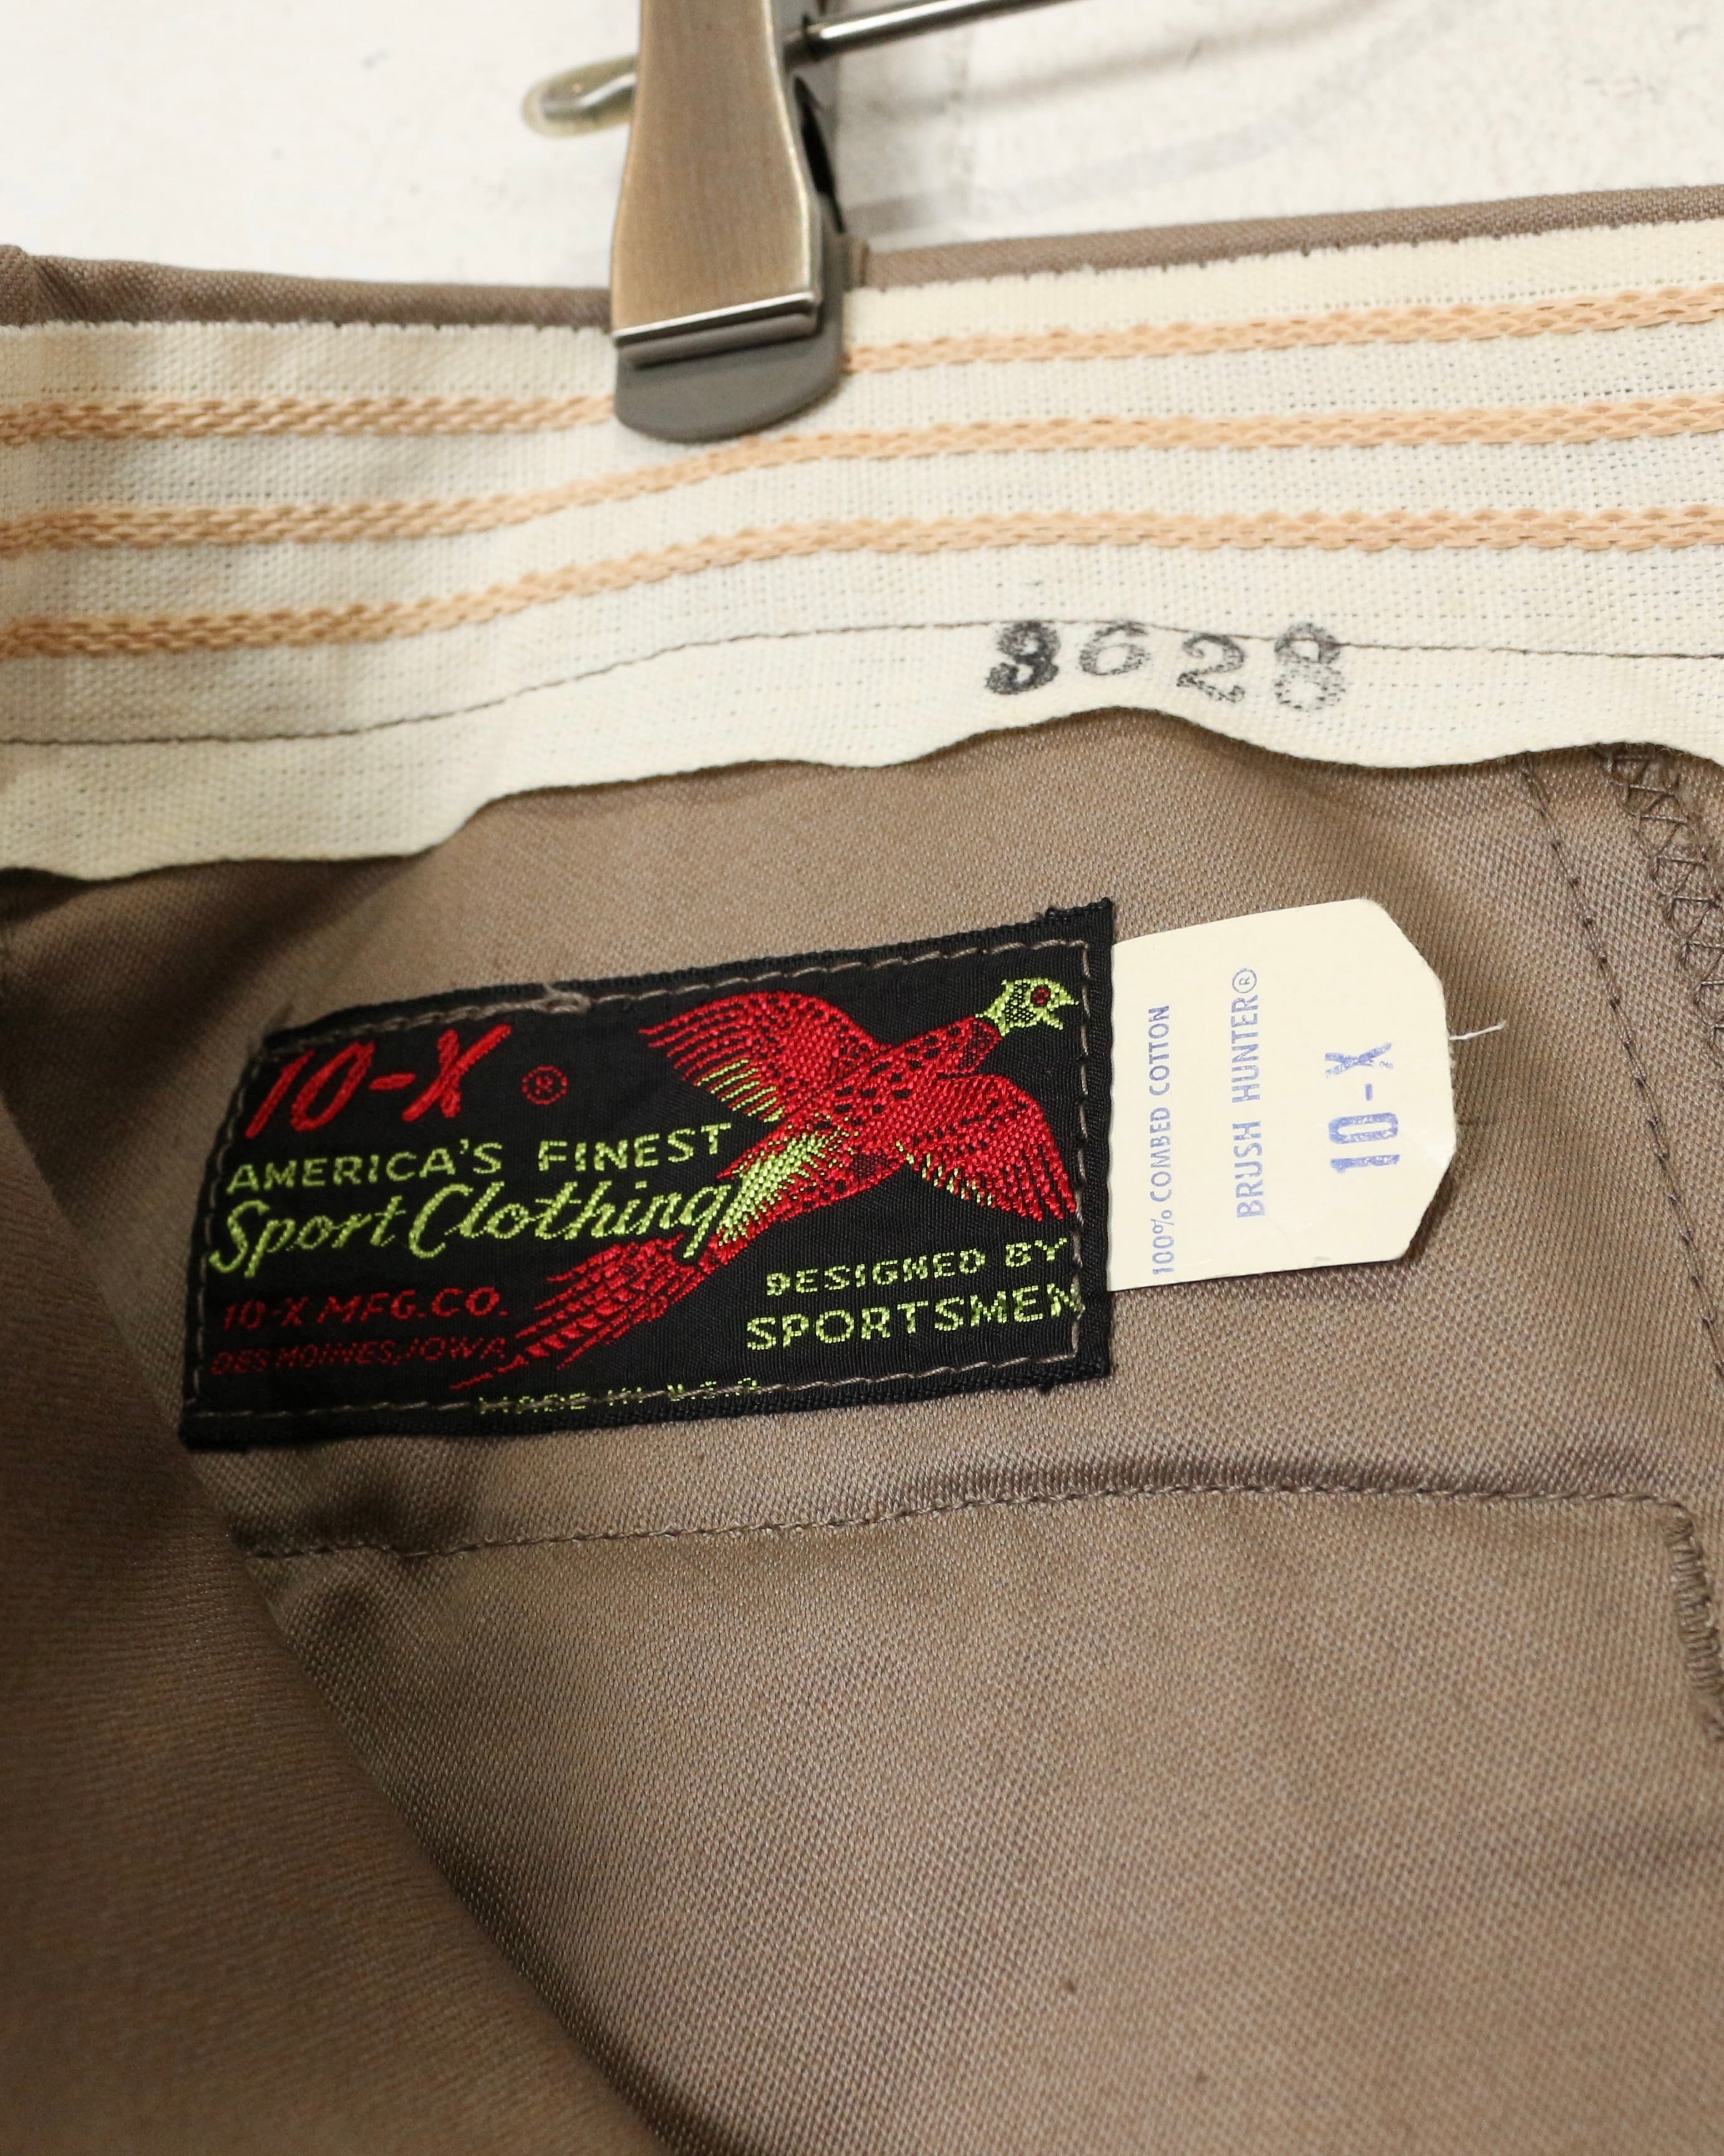 3628
10-X ®
AMERICA'S FINEST
Sport Clothing
10-X MFG. CO.
DES MOINES, IOWA
DESIGNED BY
SPORTSMEN
MADE IN U.S.A.
100% COMBED COTTON
BRUSH HUNTER®
10-X